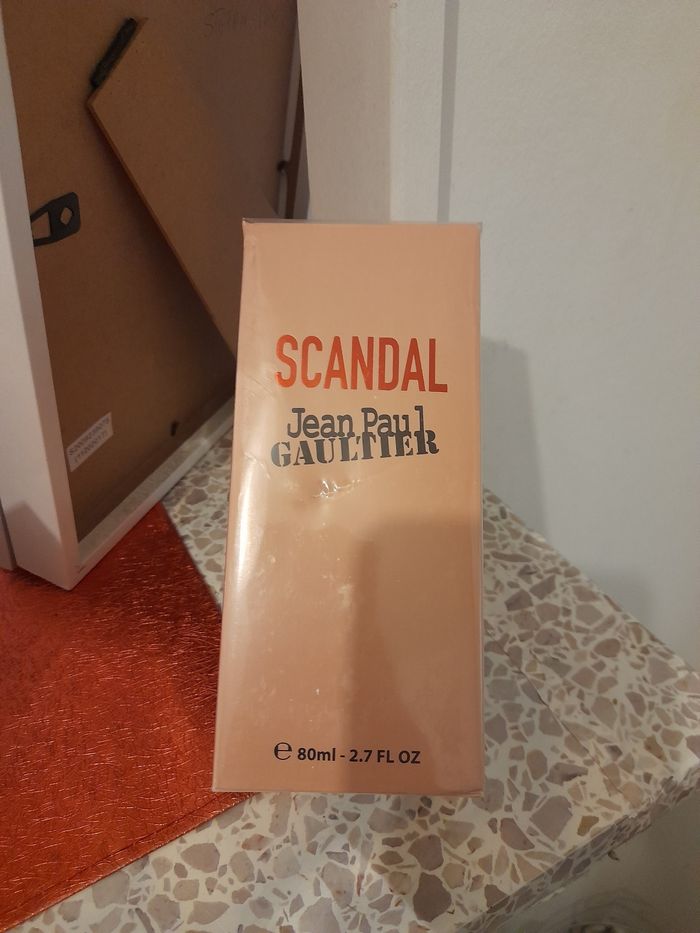 SCANDAL
Jean Paul
GAULTIER
℮ 80ml - 2.7 FL OZ